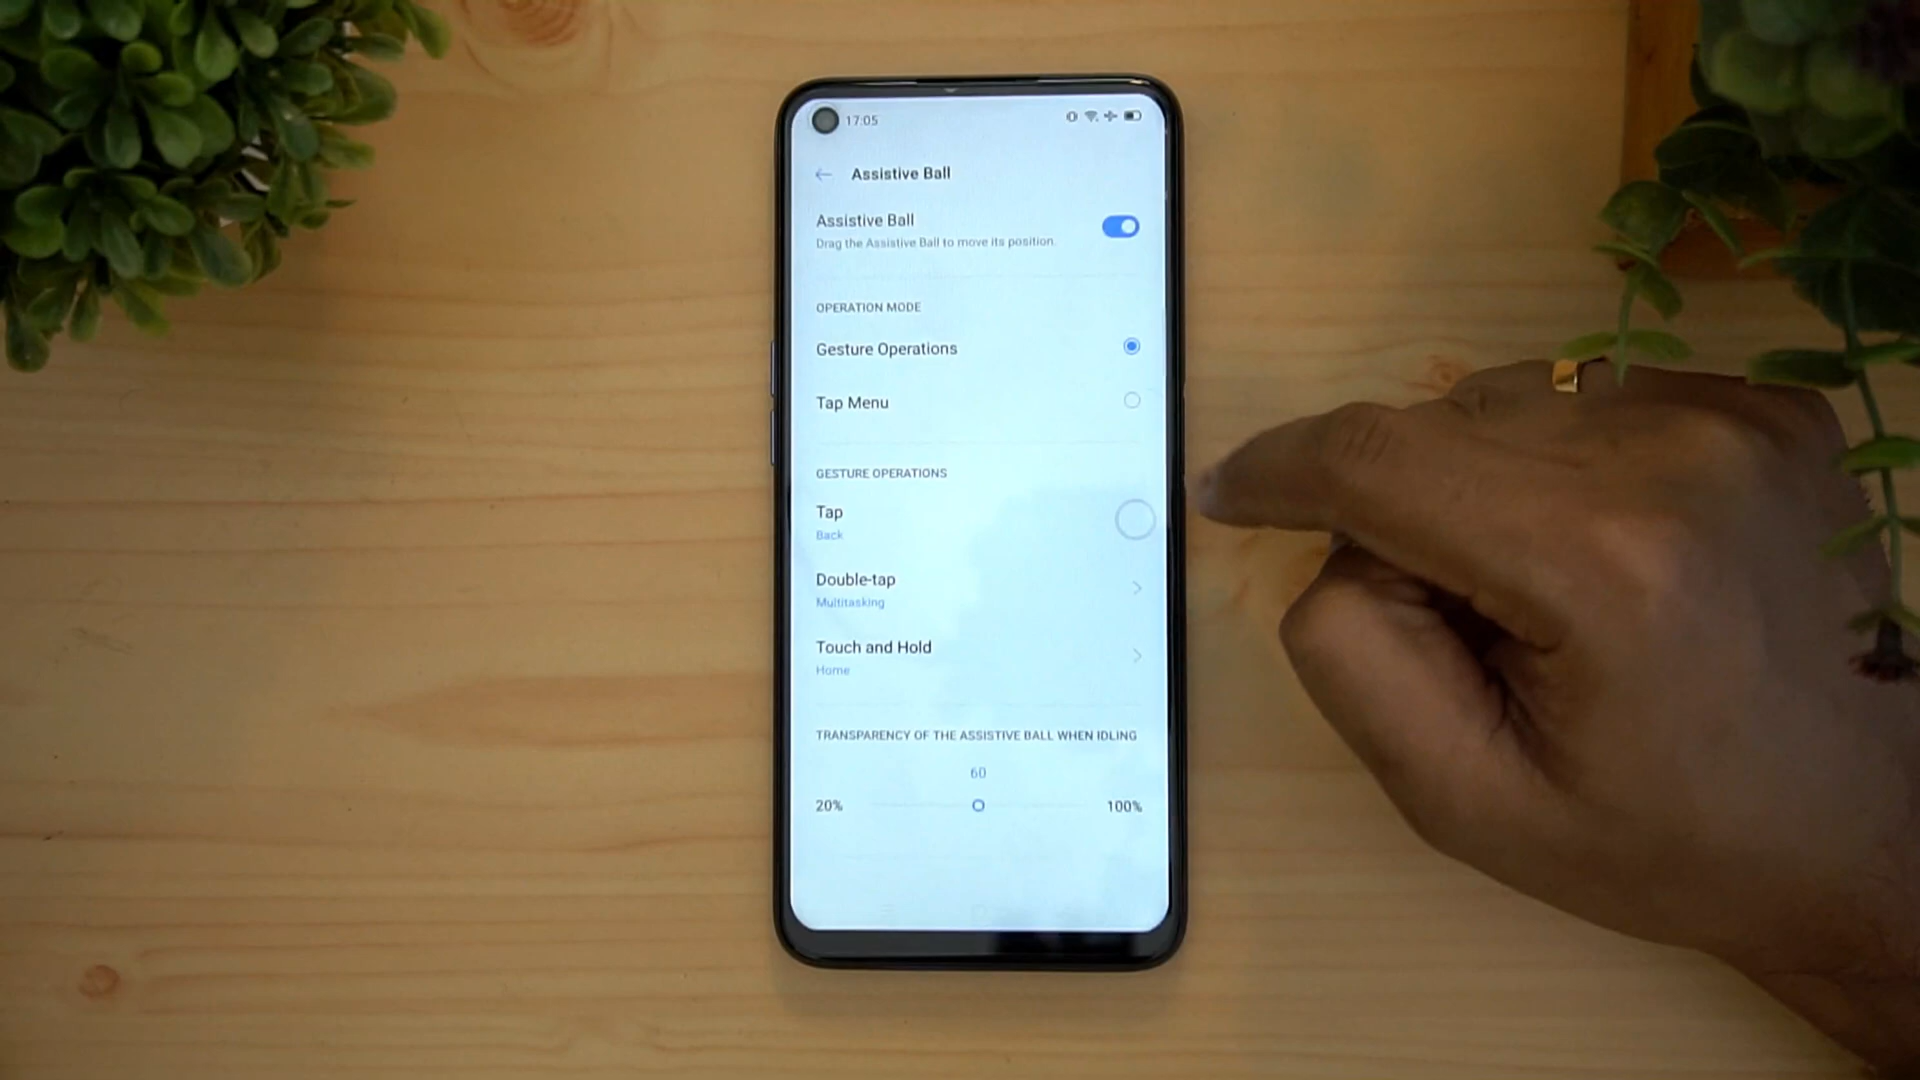 17:05
Assistive Ball
Assistive Ball
Drag the Assistive Ball to move its position.
OPERATION MODE
Gesture Operations
Tap Menu
GESTURE OPERATIONS
Tap
Back
Double-tap
Multitasking
Touch and Hold
Home
TRANSPARENCY OF THE ASSISTIVE BALL WHEN IDLING
60
20%
100%